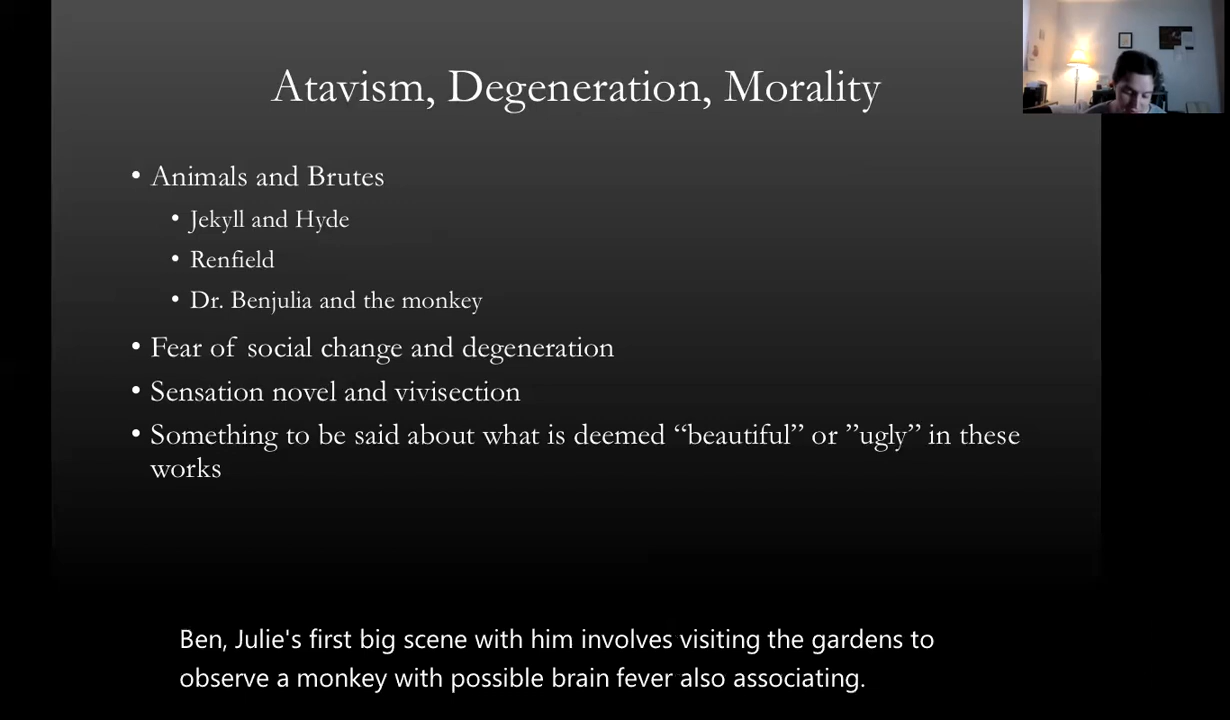 Atavism, Degeneration, Morality
• Animals and Brutes
• Jekyll and Hyde
• Renfield
• Dr. Benjulia and the monkey
• Fear of social change and degeneration
• Sensation novel and vivisection
• Something to be said about what is deemed “beautiful” or ”ugly” in these
works
Ben, Julie's first big scene with him involves visiting the gardens to
observe a monkey with possible brain fever also associating.